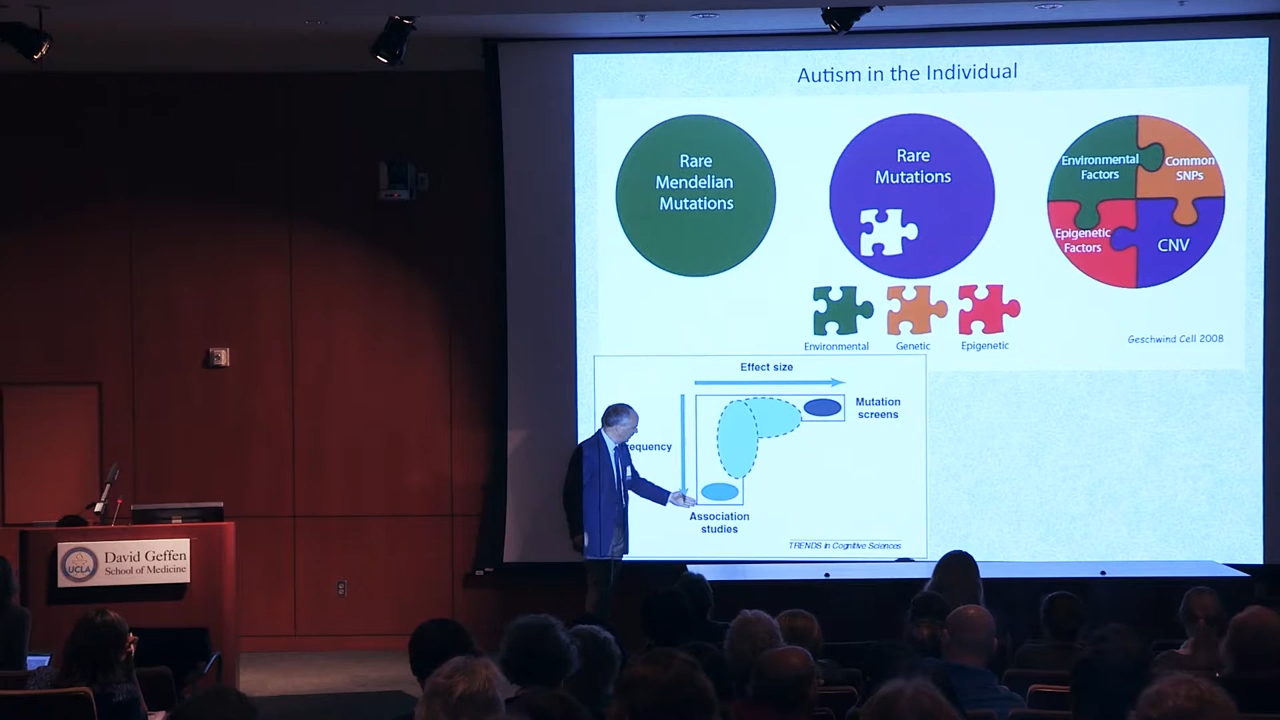 Autism in the Individual
Rare
Mendelian
Mutations
Rare
Mutations
Environmental
Factors
Common
SNPs
Epigenetic
Factors
CNV
Environmental
Genetic
Epigenetic
Geschwind Cell 2008
Effect size
Mutation
screens
equency
Association
studies
TRENDS in Cognitive Sciences
UCLA
David Geffen
School of Medicine